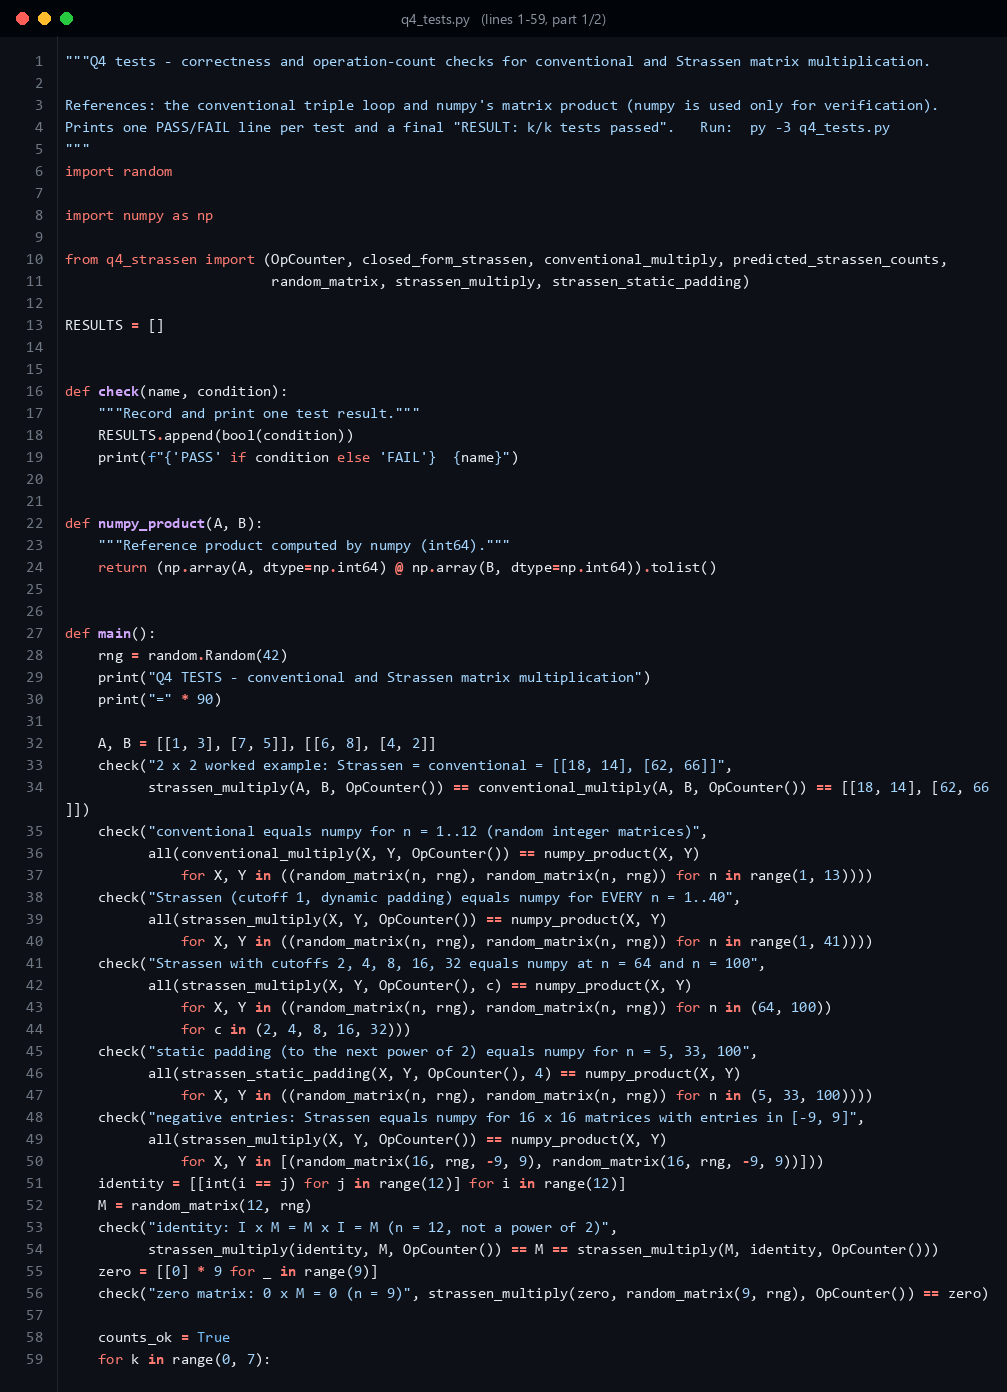 q4_tests.py   (lines 1-59, part 1/2)
1 """Q4 tests - correctness and operation-count checks for conventional and Strassen matrix multiplication.
2
3 References: the conventional triple loop and numpy's matrix product (numpy is used only for verification).
4 Prints one PASS/FAIL line per test and a final "RESULT: k/k tests passed".   Run:  py -3 q4_tests.py
5 """
6 import random
7
8 import numpy as np
9
10 from q4_strassen import (OpCounter, closed_form_strassen, conventional_multiply, predicted_strassen_counts,
11                          random_matrix, strassen_multiply, strassen_static_padding)
12
13 RESULTS = []
14
15
16 def check(name, condition):
17     """Record and print one test result."""
18     RESULTS.append(bool(condition))
19     print(f"{'PASS' if condition else 'FAIL'}  {name}")
20
21
22 def numpy_product(A, B):
23     """Reference product computed by numpy (int64)."""
24     return (np.array(A, dtype=np.int64) @ np.array(B, dtype=np.int64)).tolist()
25
26
27 def main():
28     rng = random.Random(42)
29     print("Q4 TESTS - conventional and Strassen matrix multiplication")
30     print("=" * 90)
31
32     A, B = [[1, 3], [7, 5]], [[6, 8], [4, 2]]
33     check("2 x 2 worked example: Strassen = conventional = [[18, 14], [62, 66]]",
34           strassen_multiply(A, B, OpCounter()) == conventional_multiply(A, B, OpCounter()) == [[18, 14], [62, 66
]])
35     check("conventional equals numpy for n = 1..12 (random integer matrices)",
36           all(conventional_multiply(X, Y, OpCounter()) == numpy_product(X, Y)
37               for X, Y in ((random_matrix(n, rng), random_matrix(n, rng)) for n in range(1, 13))))
38     check("Strassen (cutoff 1, dynamic padding) equals numpy for EVERY n = 1..40",
39           all(strassen_multiply(X, Y, OpCounter()) == numpy_product(X, Y)
40               for X, Y in ((random_matrix(n, rng), random_matrix(n, rng)) for n in range(1, 41))))
41     check("Strassen with cutoffs 2, 4, 8, 16, 32 equals numpy at n = 64 and n = 100",
42           all(strassen_multiply(X, Y, OpCounter(), c) == numpy_product(X, Y)
43               for X, Y in ((random_matrix(n, rng), random_matrix(n, rng)) for n in (64, 100))
44               for c in (2, 4, 8, 16, 32)))
45     check("static padding (to the next power of 2) equals numpy for n = 5, 33, 100",
46           all(strassen_static_padding(X, Y, OpCounter(), 4) == numpy_product(X, Y)
47               for X, Y in ((random_matrix(n, rng), random_matrix(n, rng)) for n in (5, 33, 100))))
48     check("negative entries: Strassen equals numpy for 16 x 16 matrices with entries in [-9, 9]",
49           all(strassen_multiply(X, Y, OpCounter()) == numpy_product(X, Y)
50               for X, Y in [(random_matrix(16, rng, -9, 9), random_matrix(16, rng, -9, 9))]))
51     identity = [[int(i == j) for j in range(12)] for i in range(12)]
52     M = random_matrix(12, rng)
53     check("identity: I x M = M x I = M (n = 12, not a power of 2)",
54           strassen_multiply(identity, M, OpCounter()) == M == strassen_multiply(M, identity, OpCounter()))
55     zero = [[0] * 9 for _ in range(9)]
56     check("zero matrix: 0 x M = 0 (n = 9)", strassen_multiply(zero, random_matrix(9, rng), OpCounter()) == zero)
57
58     counts_ok = True
59     for k in range(0, 7):